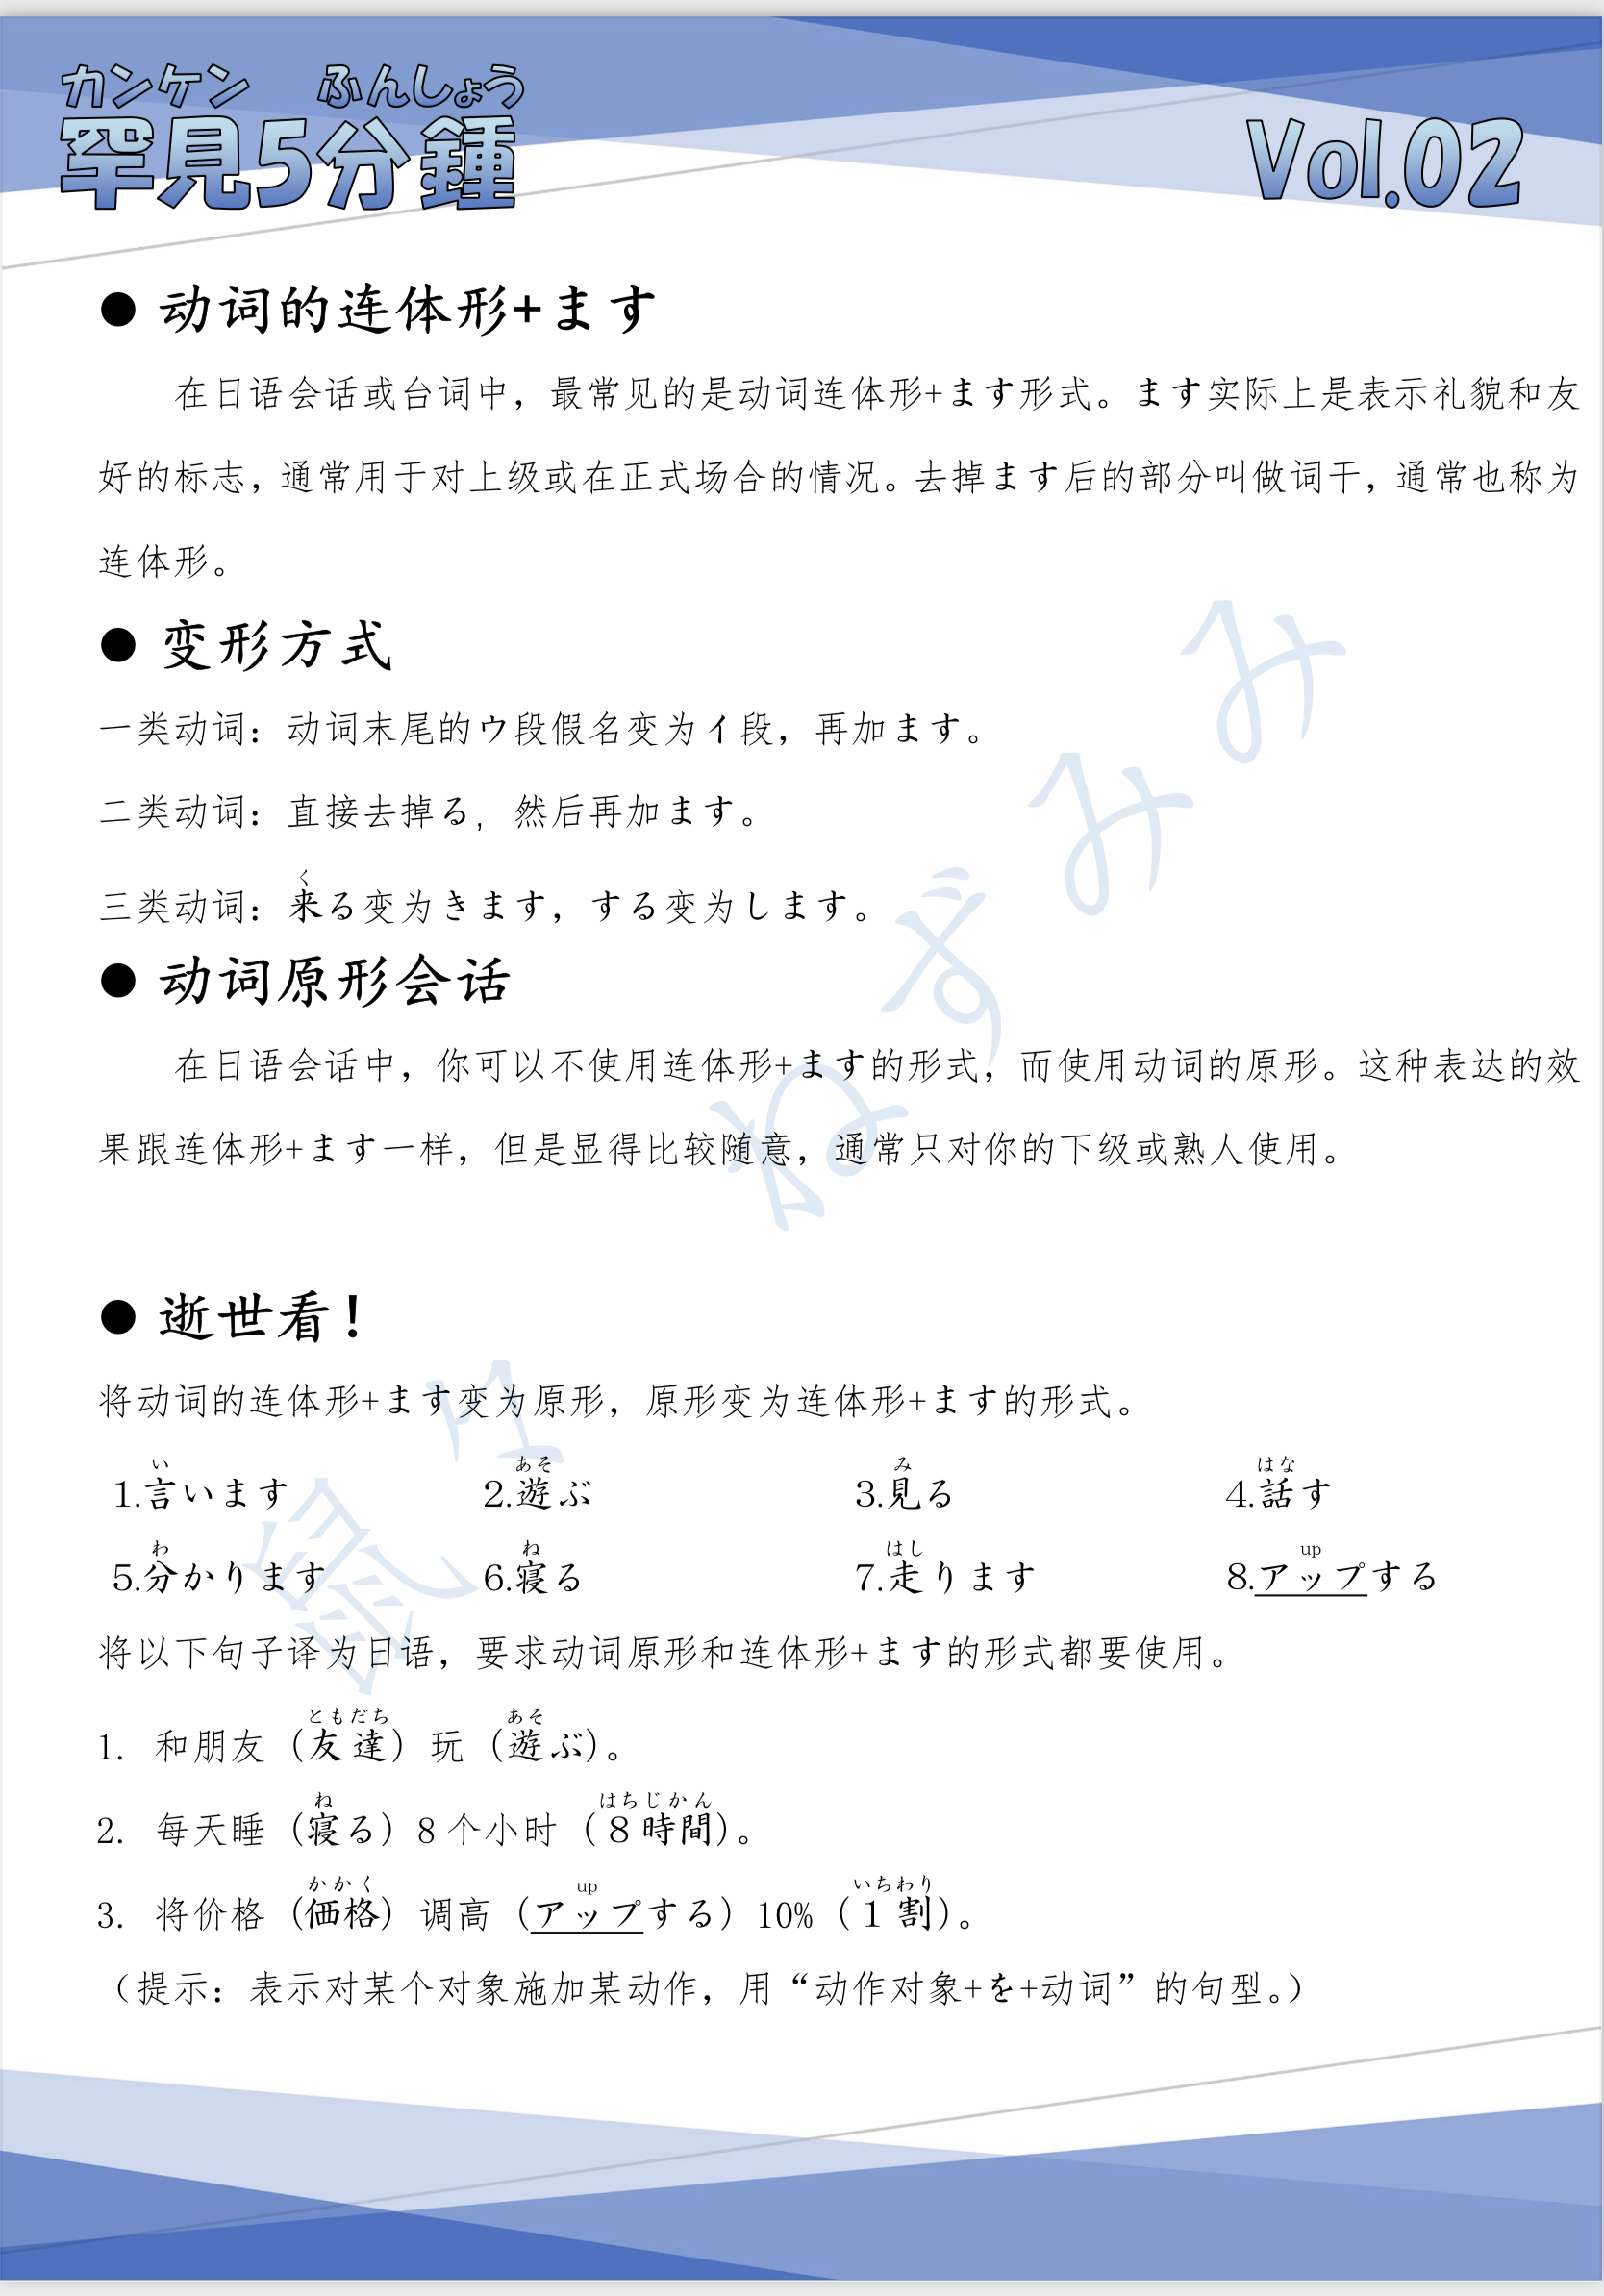 カンケン ふんしょう
罕見5分鍾
Vol.02
● 动词的连体形+ます
在日语会话或台词中，最常见的是动词连体形+ます形式。ます实际上是表示礼貌和友
好的标志，通常用于对上级或在正式场合的情况。去掉ます后的部分叫做词干，通常也称为
连体形。
● 变形方式
一类动词：动词末尾的ウ段假名变为イ段，再加ます。
二类动词：直接去掉る，然后再加ます。
く
三类动词：来る变为きます，する变为します。
● 动词原形会话
在日语会话中，你可以不使用连体形+ます的形式，而使用动词的原形。这种表达的效
果跟连体形+ます一样，但是显得比较随意，通常只对你的下级或熟人使用。
● 逝世看！
将动词的连体形+ます变为原形，原形变为连体形+ます的形式。
い あそ み はな
1.言います 2.遊ぶ 3.見る 4.話す
わ ね はし up
5.分かります 6.寝る 7.走ります 8.アップする
将以下句子译为日语，要求动词原形和连体形+ます的形式都要使用。
ともだち あそ
1. 和朋友（友達）玩（遊ぶ）。
ね はちじかん
2. 每天睡（寝る）8个小时（８時間）。
かかく up いちわり
3. 将价格（価格）调高（アップする）10%（１割）。
（提示：表示对某个对象施加某动作，用“动作对象+を+动词”的句型。）
ねずみみ